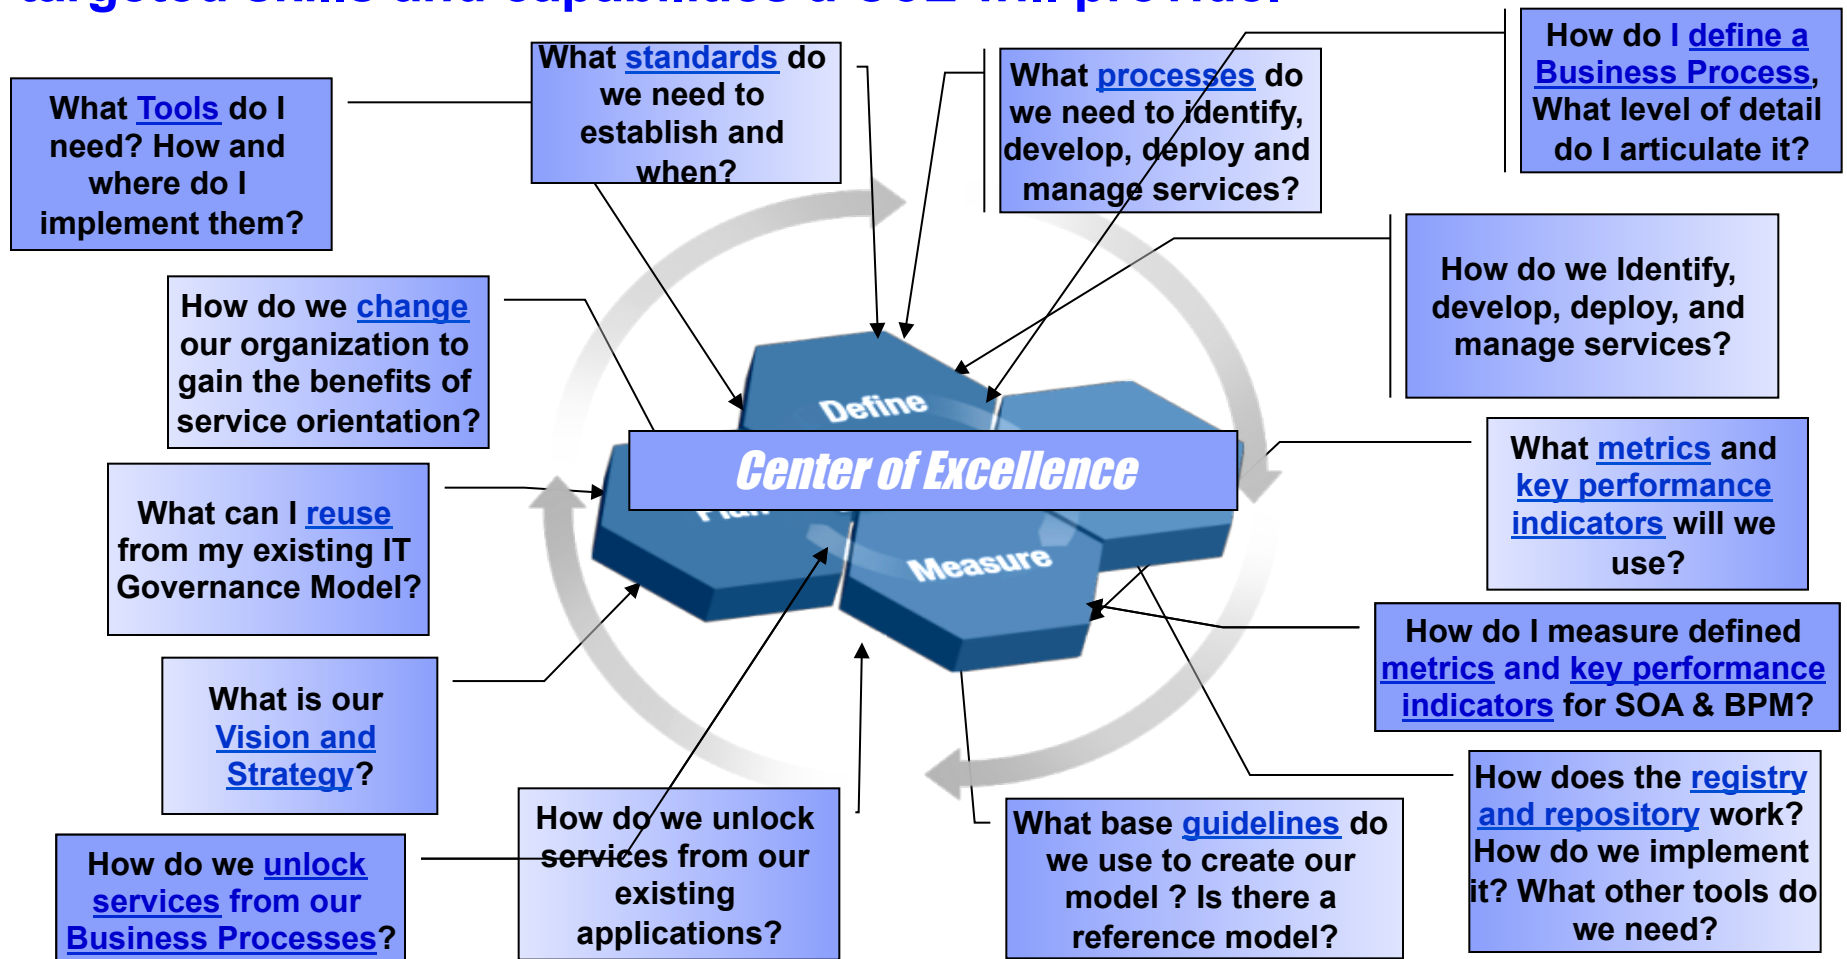 targeted skills and capabilities a CoE will provide:
What Tools do I
need? How and
where do I
implement them?
What standards do
we need to
establish and
when?
What processes do
we need to identify,
develop, deploy and
manage services?
How do I define a
Business Process,
What level of detail
do I articulate it?
How do we change
our organization to
gain the benefits of
service orientation?
How do we Identify,
develop, deploy, and
manage services?
Define
Center of Excellence
Plan
Measure
What can I reuse
from my existing IT
Governance Model?
What metrics and
key performance
indicators will we
use?
What is our
Vision and
Strategy?
How do I measure defined
metrics and key performance
indicators for SOA & BPM?
How do we unlock
services from our
Business Processes?
How do we unlock
services from our
existing
applications?
What base guidelines do
we use to create our
model ? Is there a
reference model?
How does the registry
and repository work?
How do we implement
it? What other tools do
we need?